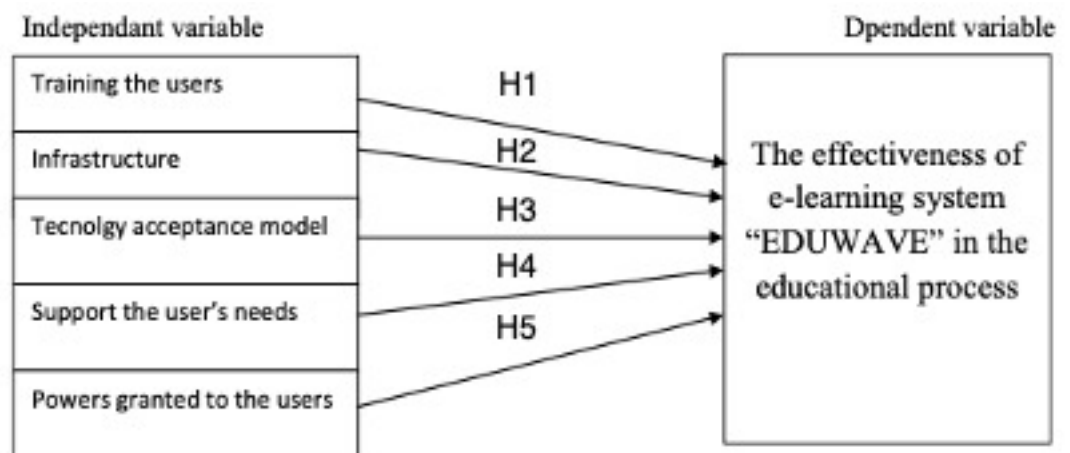 Independant variable
Dpendent variable
Training the users
Infrastructure
Tecnolgy acceptance model
Support the user's needs
Powers granted to the users
H1
H2
H3
H4
H5
The effectiveness of
e-learning system
“EDUWAVE” in the
educational process